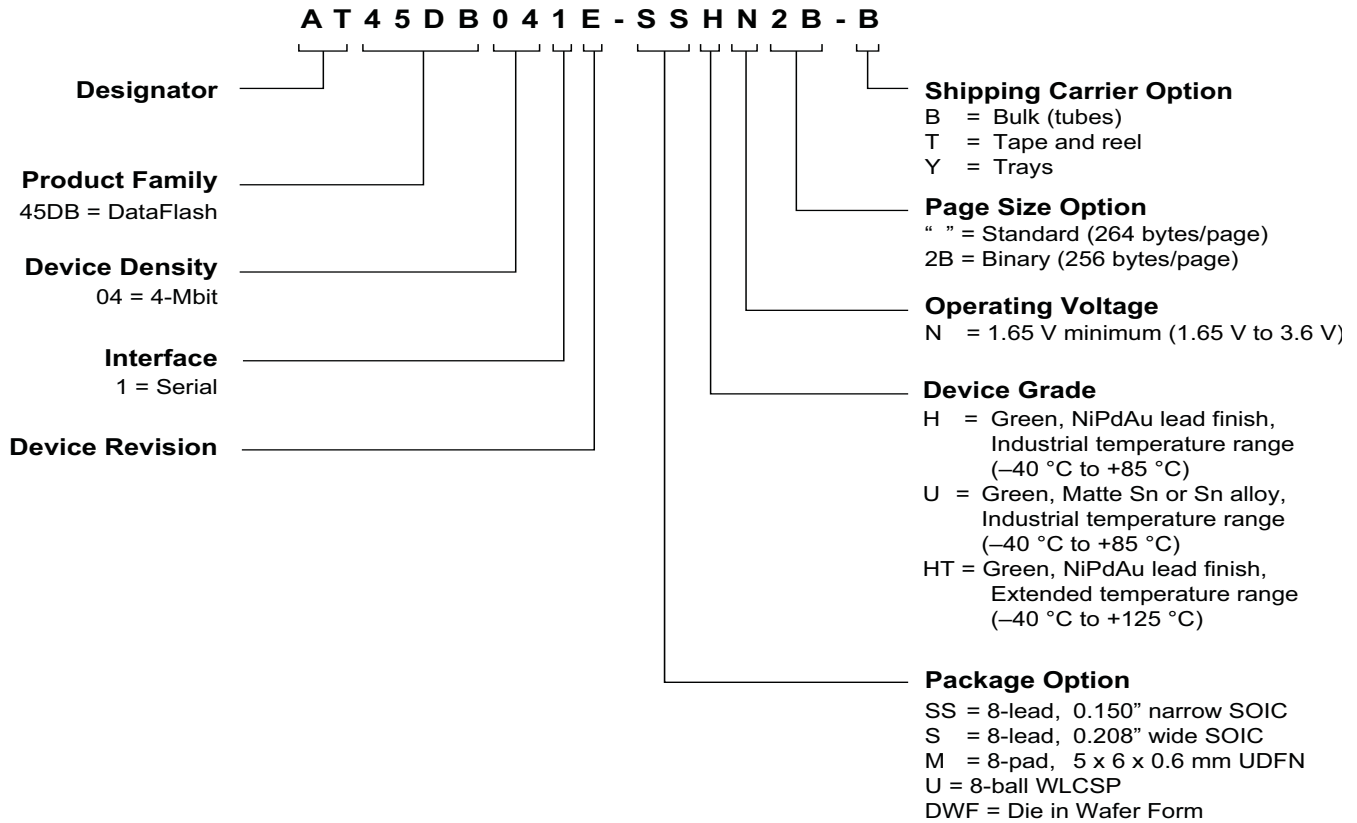 A T 4 5 D B 0 4 1 E - S S H N 2 B - B
Designator
Product Family
45DB = DataFlash
Device Density
04 = 4-Mbit
Interface
1 = Serial
Device Revision
Shipping Carrier Option
B = Bulk (tubes)
T = Tape and reel
Y = Trays
Page Size Option
“ ” = Standard (264 bytes/page)
2B = Binary (256 bytes/page)
Operating Voltage
N = 1.65 V minimum (1.65 V to 3.6 V)
Device Grade
H = Green, NiPdAu lead finish,
Industrial temperature range
(–40 °C to +85 °C)
U = Green, Matte Sn or Sn alloy,
Industrial temperature range
(–40 °C to +85 °C)
HT = Green, NiPdAu lead finish,
Extended temperature range
(–40 °C to +125 °C)
Package Option
SS = 8-lead, 0.150” narrow SOIC
S = 8-lead, 0.208” wide SOIC
M = 8-pad, 5 x 6 x 0.6 mm UDFN
U = 8-ball WLCSP
DWF = Die in Wafer Form